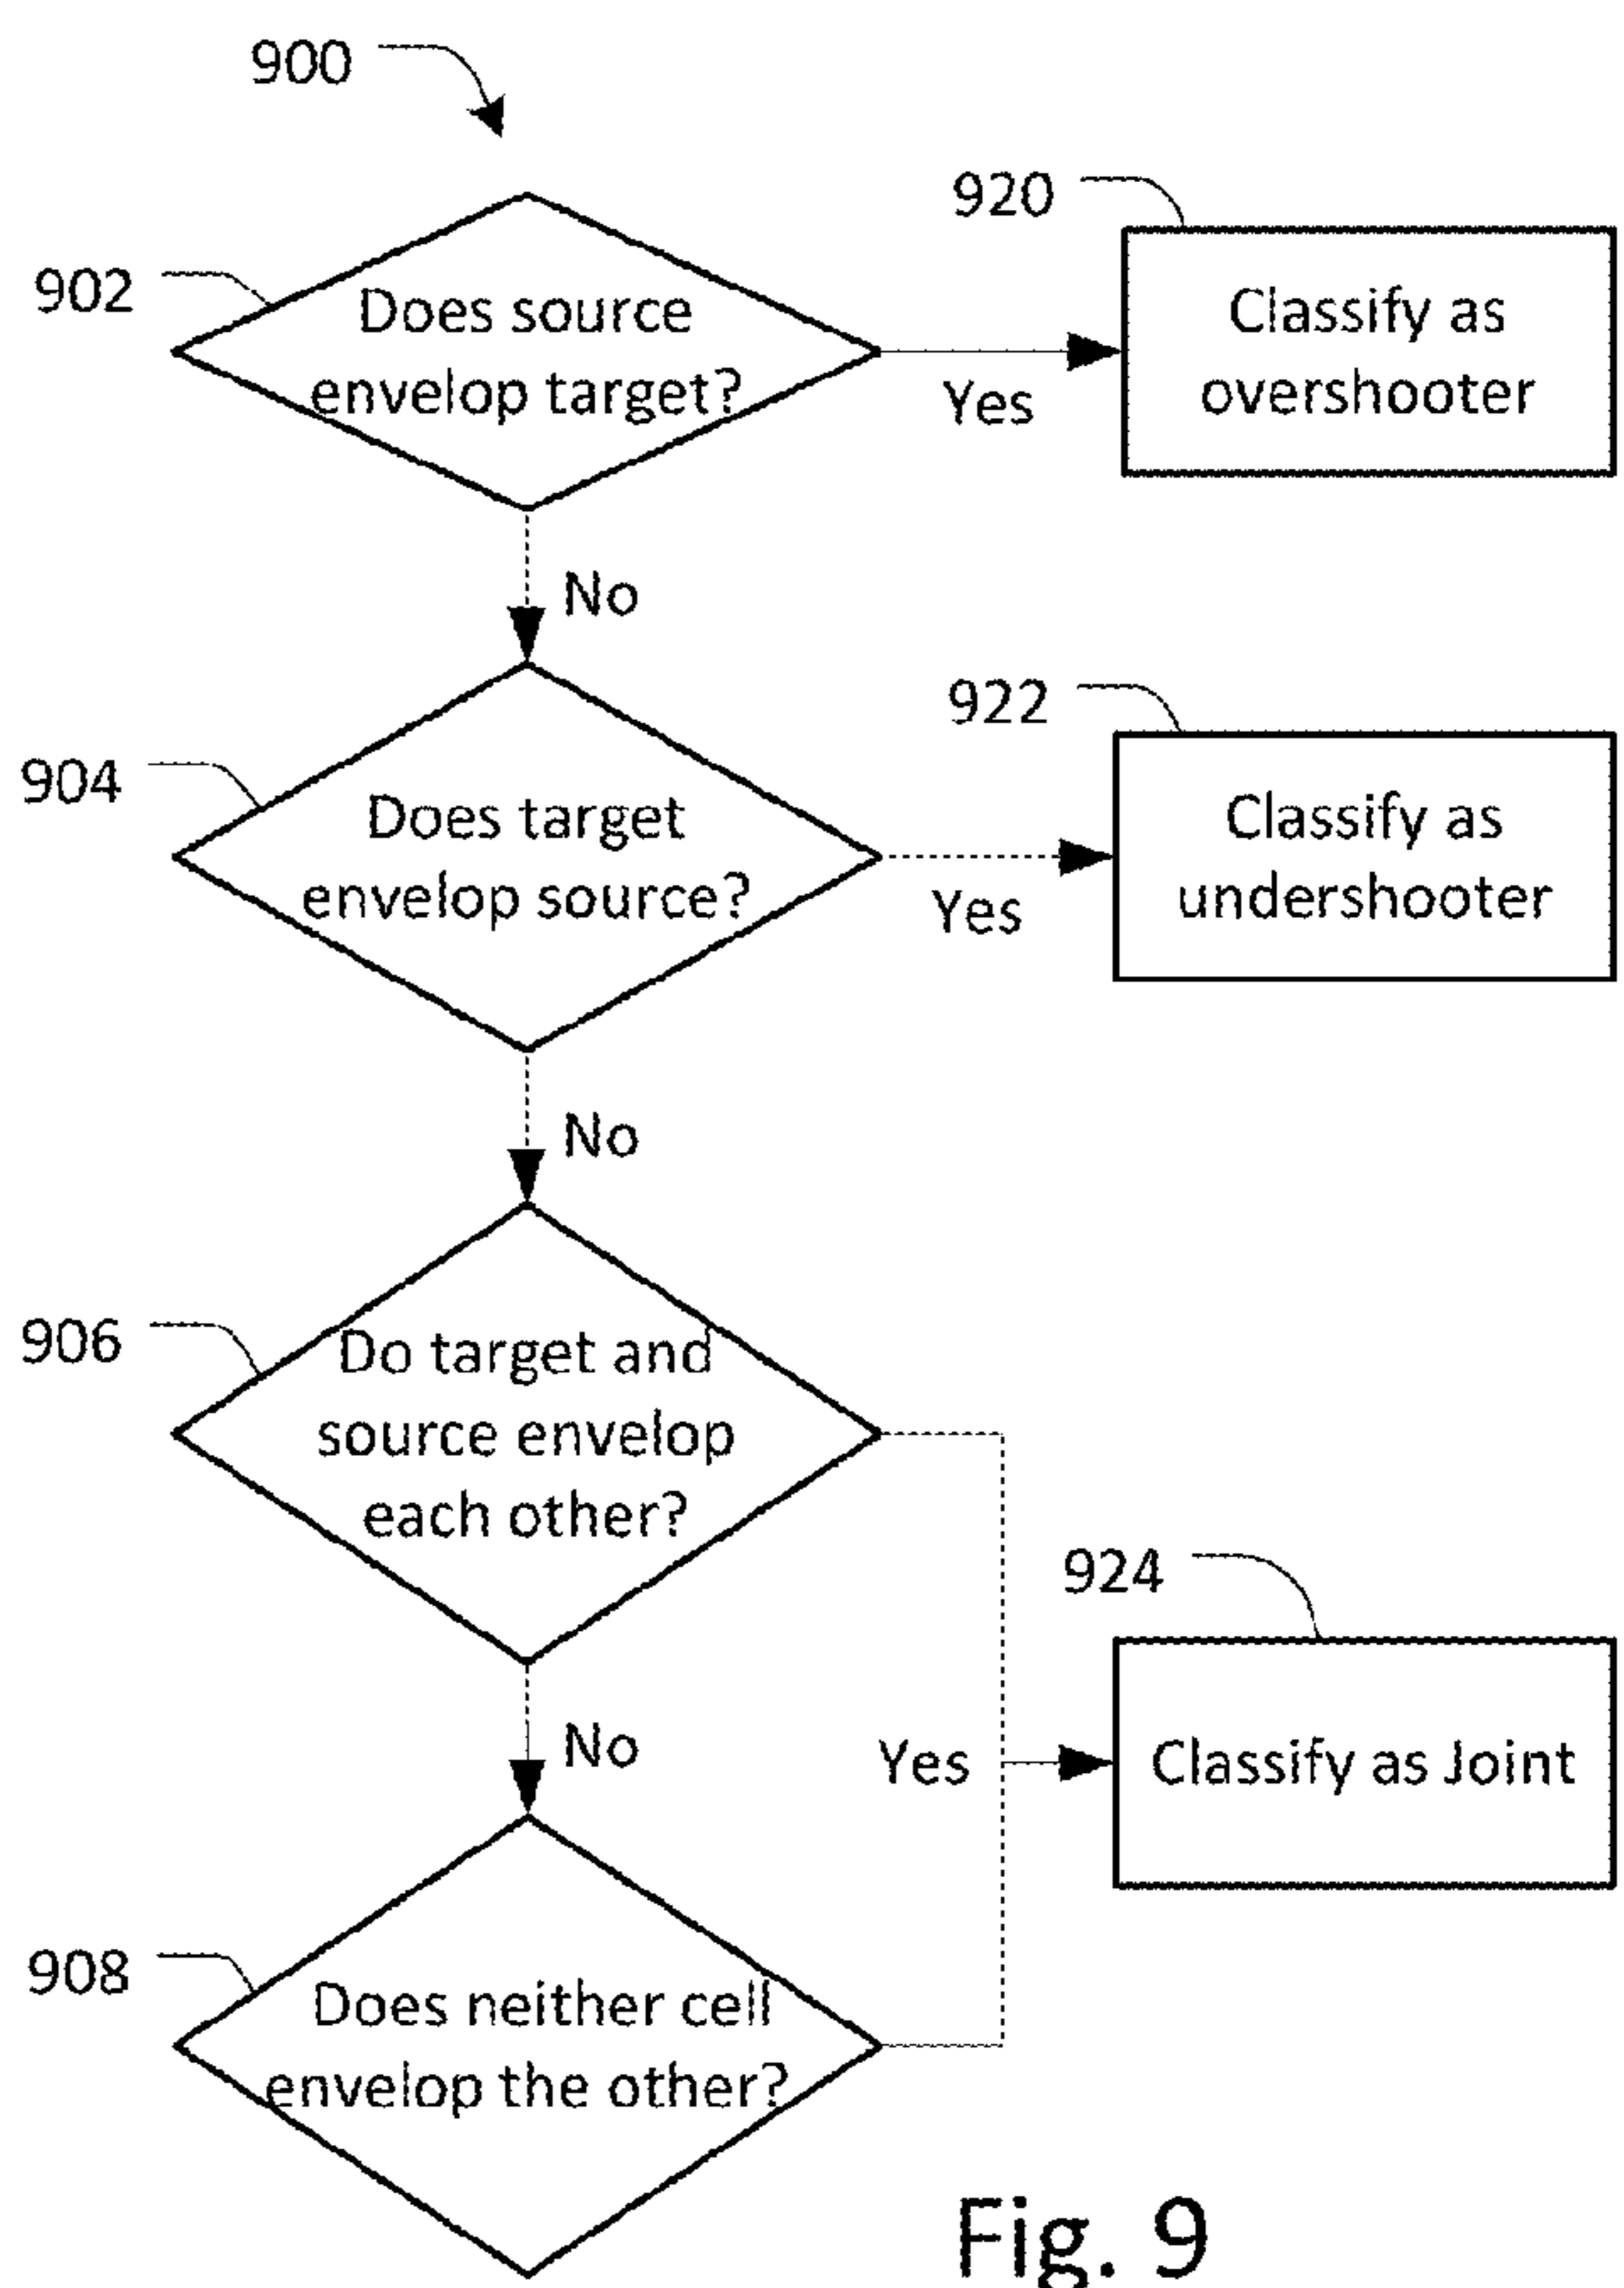 900
920
902
Does source
envelop target?
Yes
Classify as
overshooter
No
922
904
Does target
envelop source?
Yes
Classify as
undershooter
No
906
Do target and
source envelop
each other?
924
No
Yes
Classify as Joint
908
Does neither cell
envelop the other?
Fig. 9